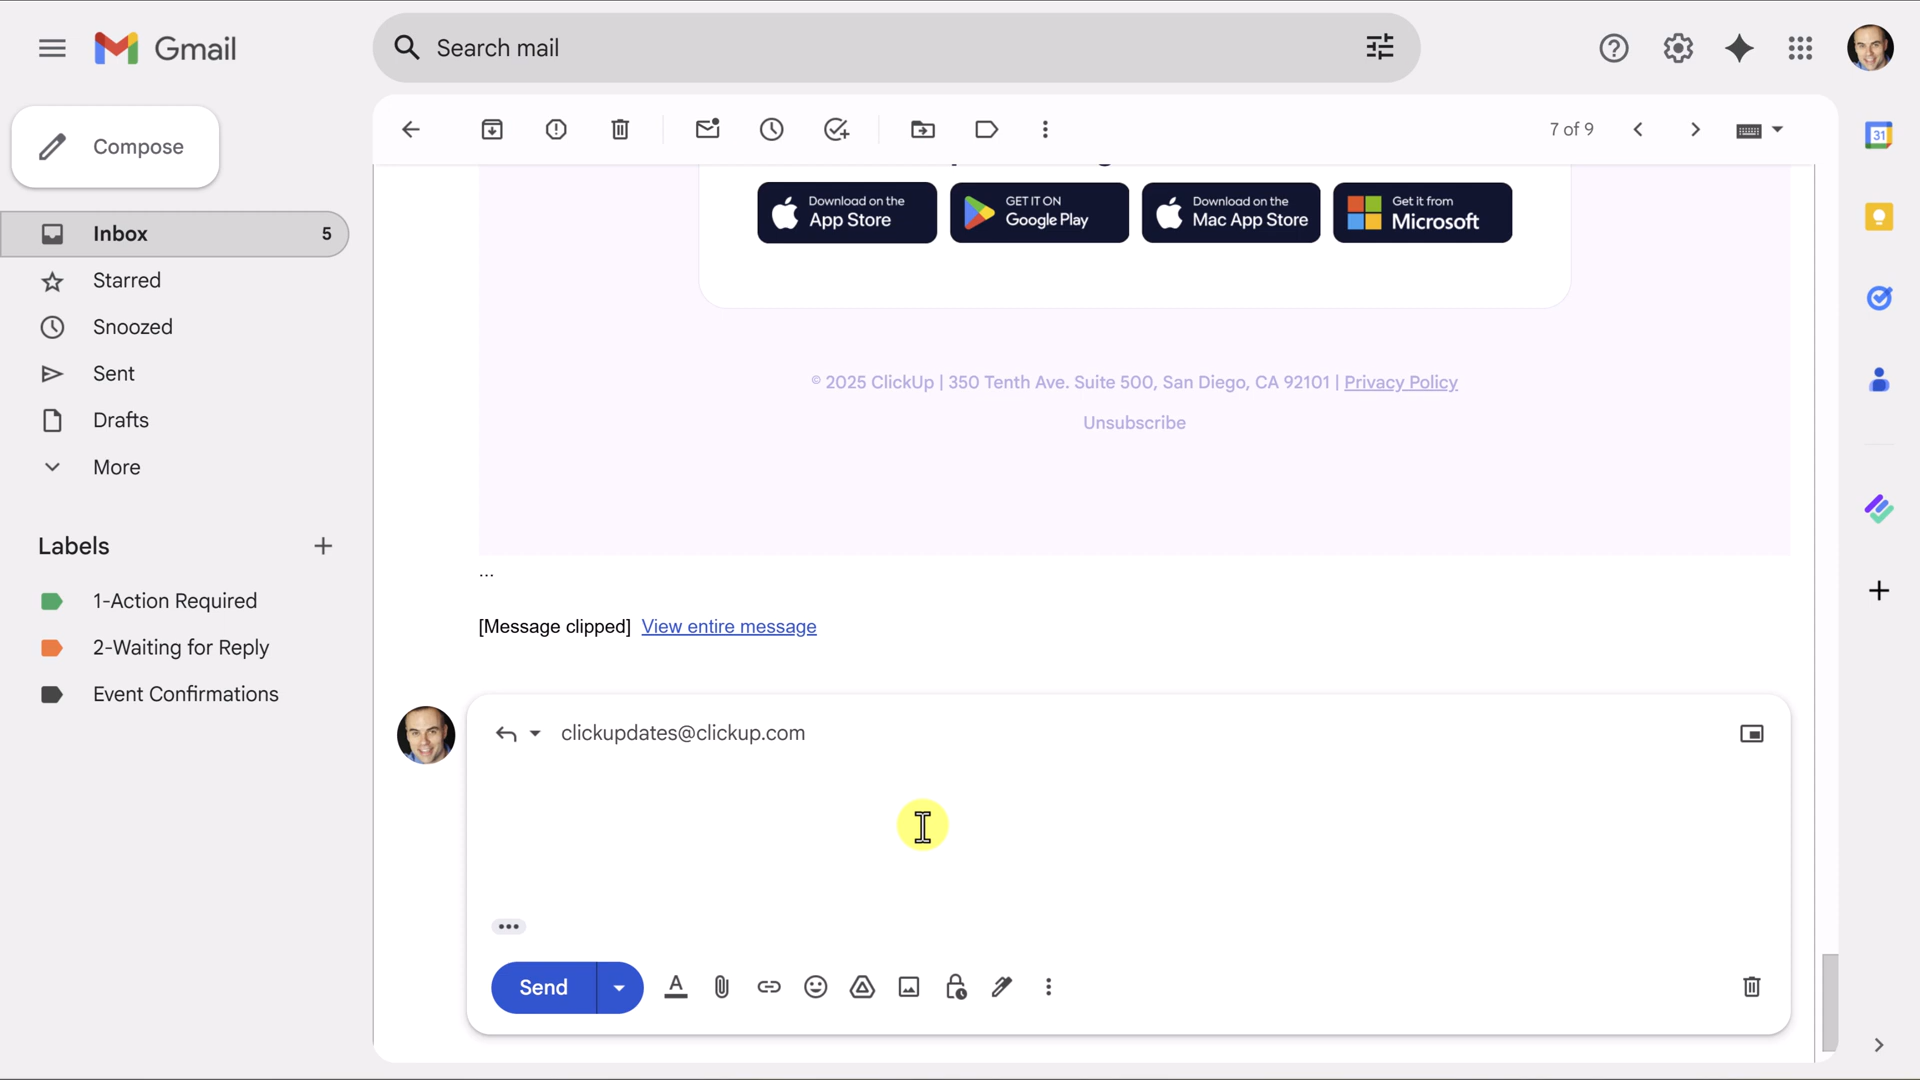 Gmail
Search mail
Compose
7 of 9
Inbox 5
Starred
Snoozed
Sent
Drafts
More
Labels
1-Action Required
2-Waiting for Reply
Event Confirmations
31
Download on the App Store
GET IT ON Google Play
Download on the Mac App Store
Get it from Microsoft
© 2025 ClickUp | 350 Tenth Ave. Suite 500, San Diego, CA 92101 | Privacy Policy
Unsubscribe
...
[Message clipped] View entire message
clickupdates@clickup.com
Send